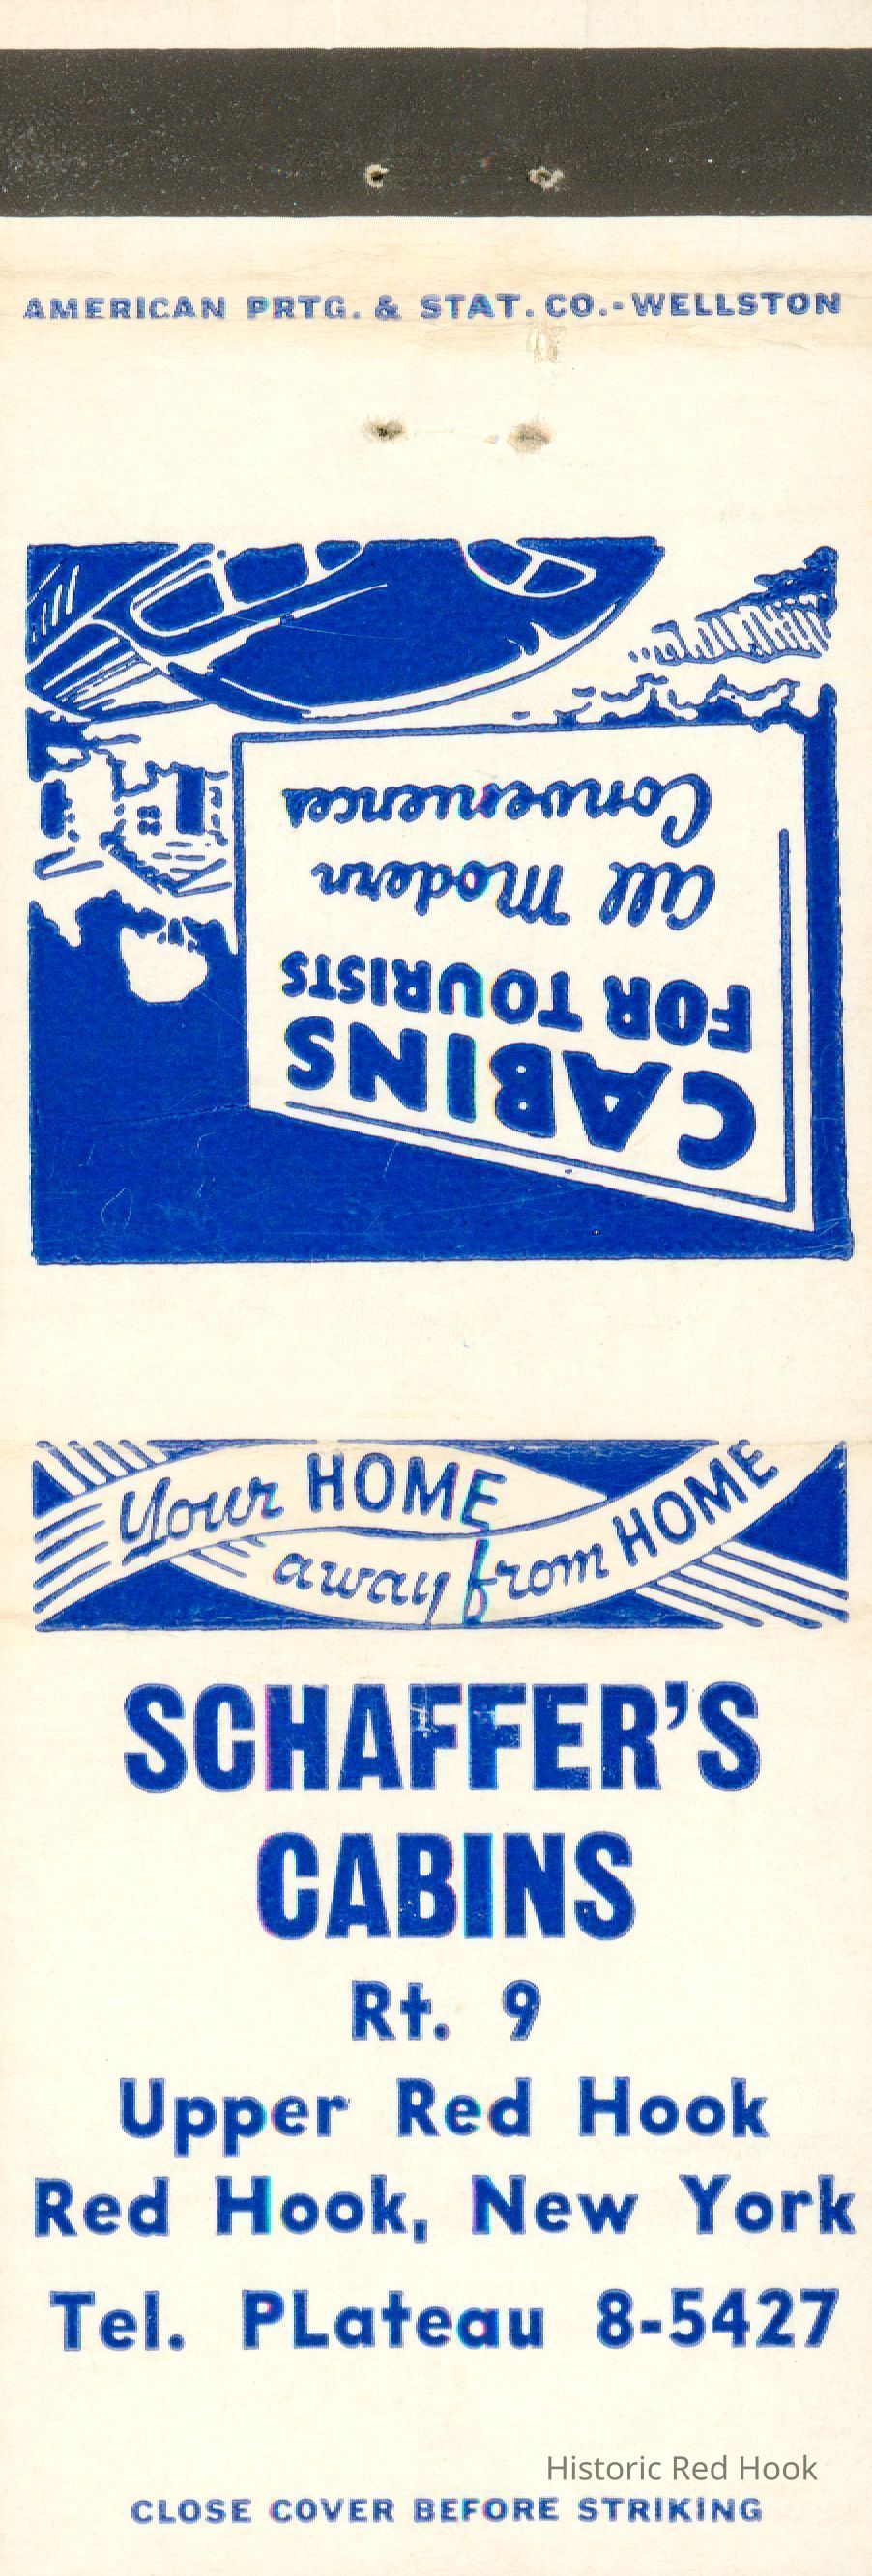 AMERICAN PRTG. & STAT. CO.-WELLSTON
CABINS
FOR TOURISTS
all Modern
Conveniences
Your HOME
away from HOME
SCHAFFER'S
CABINS
Rt. 9
Upper Red Hook
Red Hook, New York
Tel. PLateau 8-5427
Historic Red Hook
CLOSE COVER BEFORE STRIKING